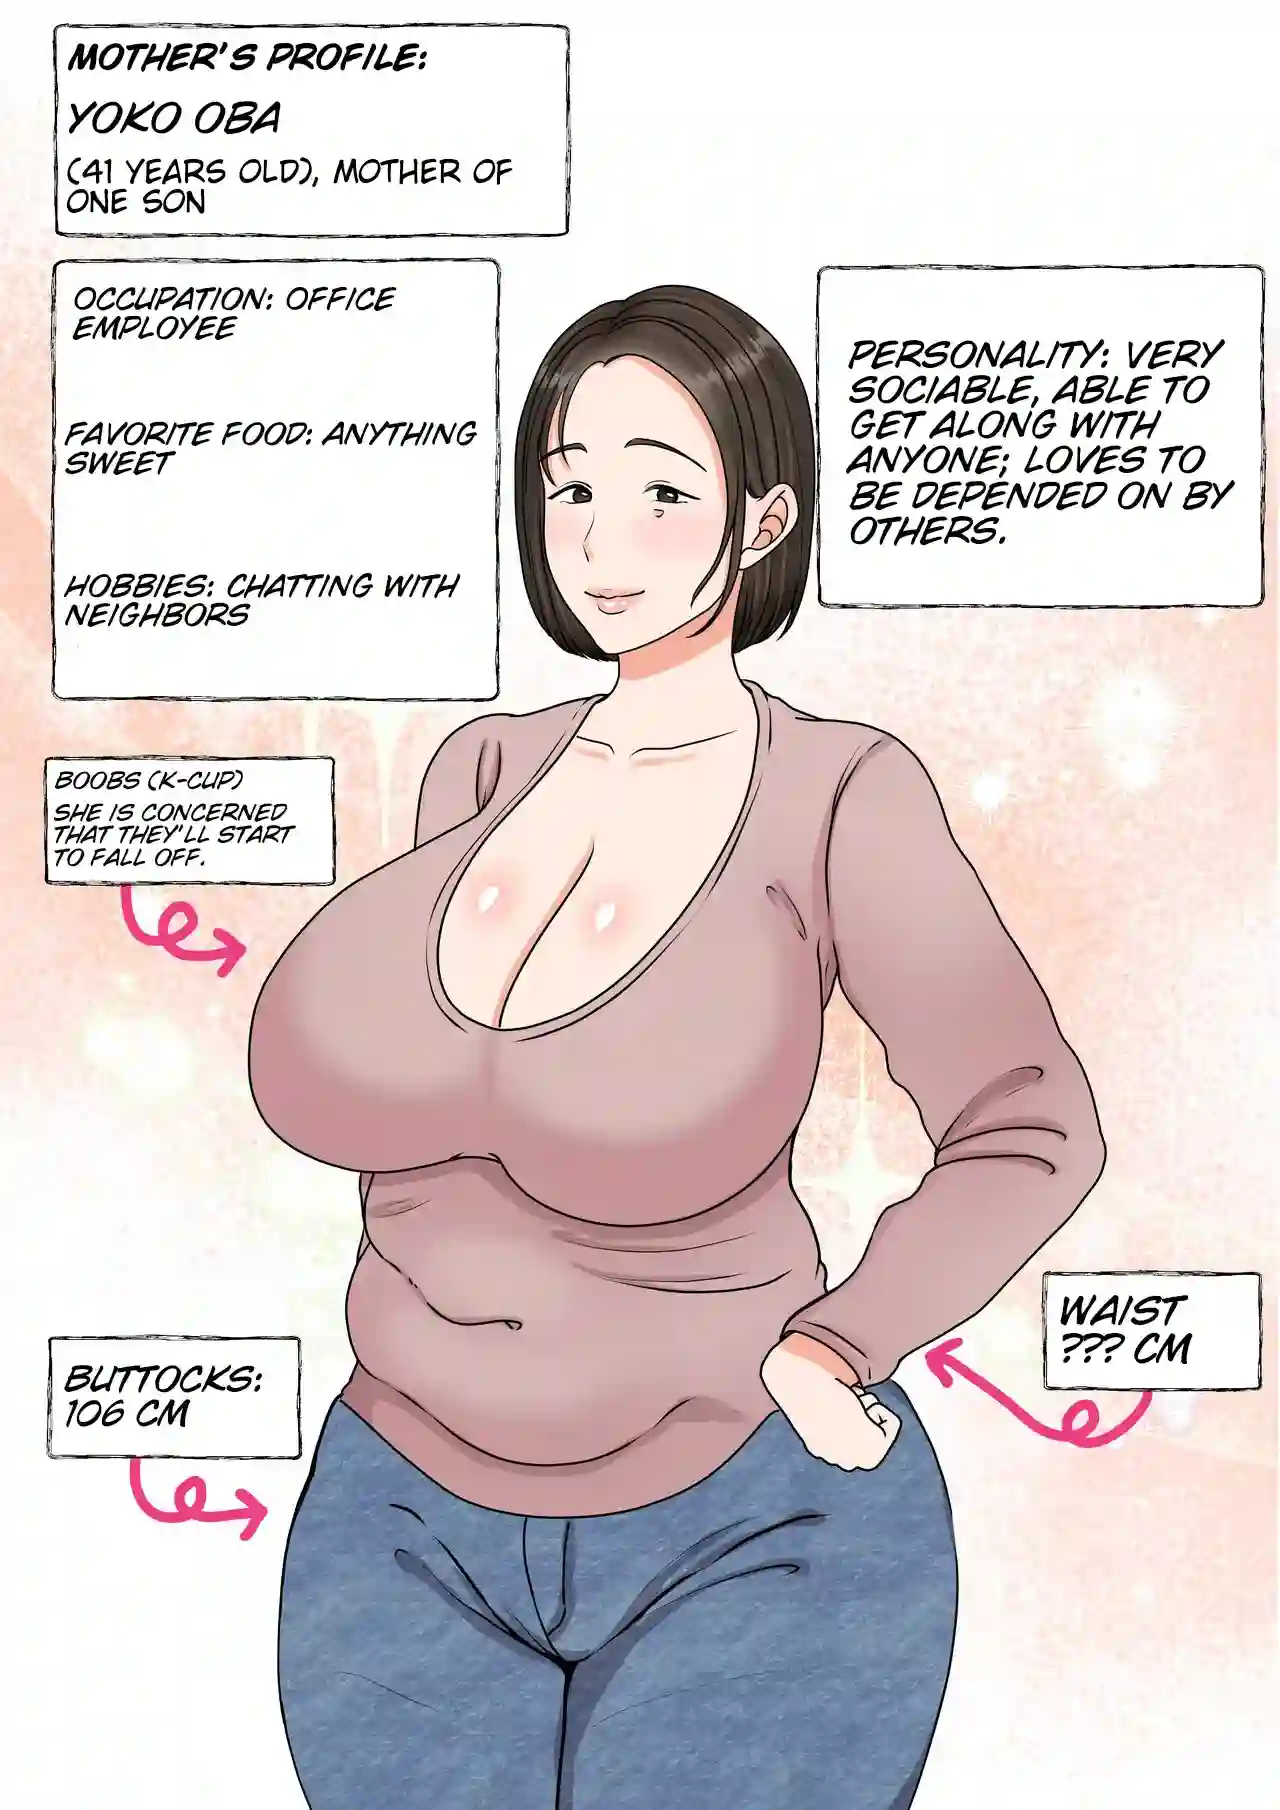 MOTHER'S PROFILE:
YOKO OBA
(41 YEARS OLD), MOTHER OF
ONE SON
OCCUPATION: OFFICE
EMPLOYEE
FAVORITE FOOD: ANYTHING
SWEET
HOBBIES: CHATTING WITH
NEIGHBORS
PERSONALITY: VERY
SOCIABLE, ABLE TO
GET ALONG WITH
ANYONE; LOVES TO
BE DEPENDED ON BY
OTHERS.
BOOBS (K-CUP)
SHE IS CONCERNED
THAT THEY'LL START
TO FALL OFF.
WAIST
??? CM
BUTTOCKS:
106 CM